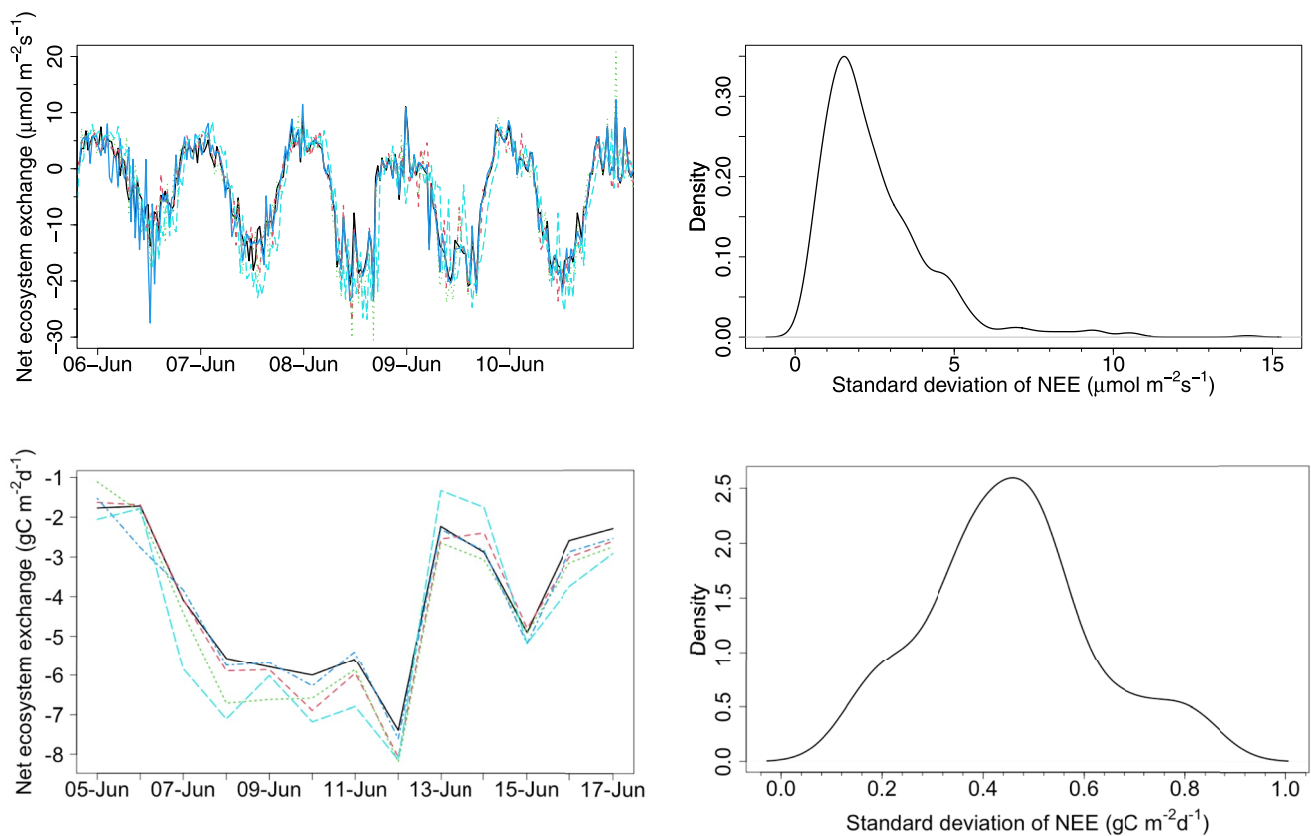 Net ecosystem exchange (μmol m−2s−1)
20
10
0
−10
−20
−30
06−Jun 07−Jun 08−Jun 09−Jun 10−Jun
Density
0.30
0.20
0.10
0.00
0 5 10 15
Standard deviation of NEE (μmol m−2s−1)
Net ecosystem exchange (gC m-2d-1)
-1
-2
-3
-4
-5
-6
-7
-8
05-Jun 07-Jun 09-Jun 11-Jun 13-Jun 15-Jun 17-Jun
Density
2.5
2.0
1.5
1.0
0.5
0.0
0.0 0.2 0.4 0.6 0.8 1.0
Standard deviation of NEE (gC m-2d-1)